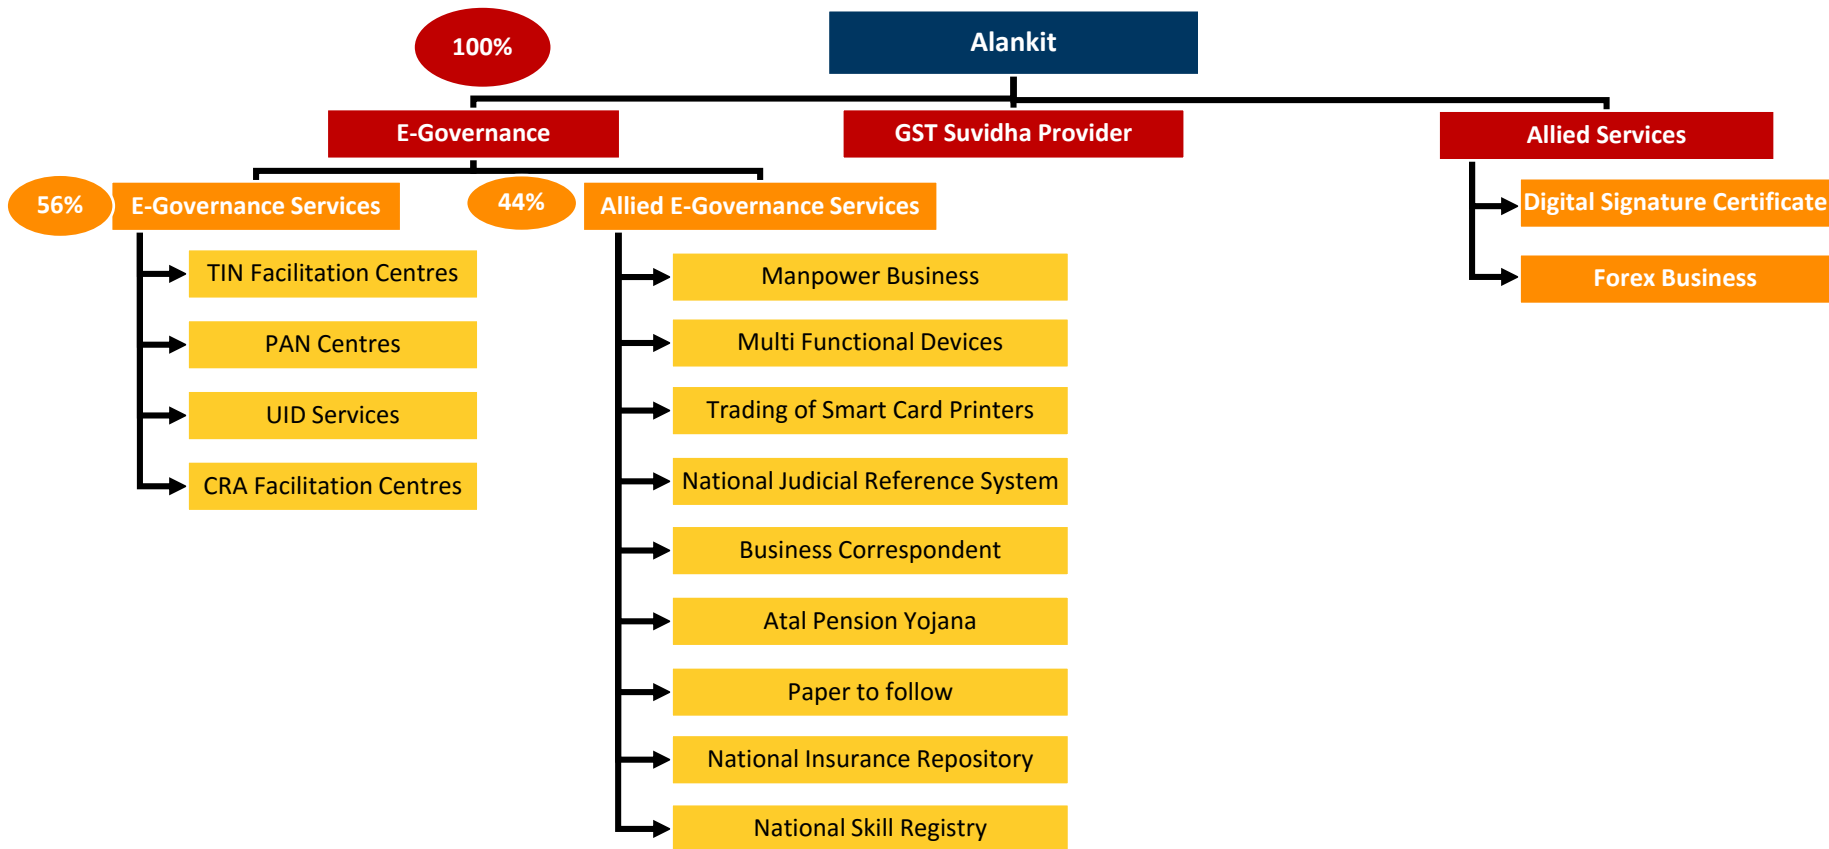 100%
Alankit
E-Governance
GST Suvidha Provider
Allied Services
56%
E-Governance Services
44%
Allied E-Governance Services
Digital Signature Certificate
Forex Business
TIN Facilitation Centres
PAN Centres
UID Services
CRA Facilitation Centres
Manpower Business
Multi Functional Devices
Trading of Smart Card Printers
National Judicial Reference System
Business Correspondent
Atal Pension Yojana
Paper to follow
National Insurance Repository
National Skill Registry